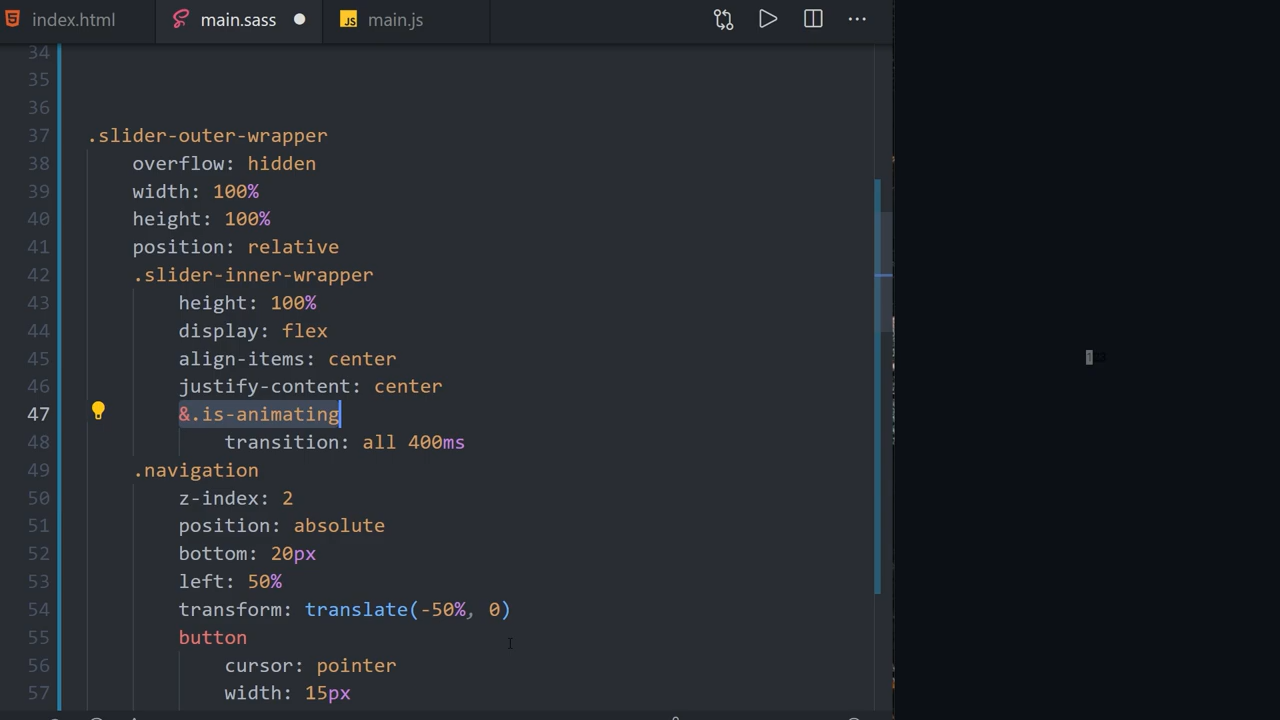 index.html
main.sass
JS main.js
34
35
36
37 .slider-outer-wrapper
38 overflow: hidden
39 width: 100%
40 height: 100%
41 position: relative
42 .slider-inner-wrapper
43 height: 100%
44 display: flex
45 align-items: center
46 justify-content: center
47 &.is-animating
48 transition: all 400ms
49 .navigation
50 z-index: 2
51 position: absolute
52 bottom: 20px
53 left: 50%
54 transform: translate(-50%, 0)
55 button
56 cursor: pointer
57 width: 15px